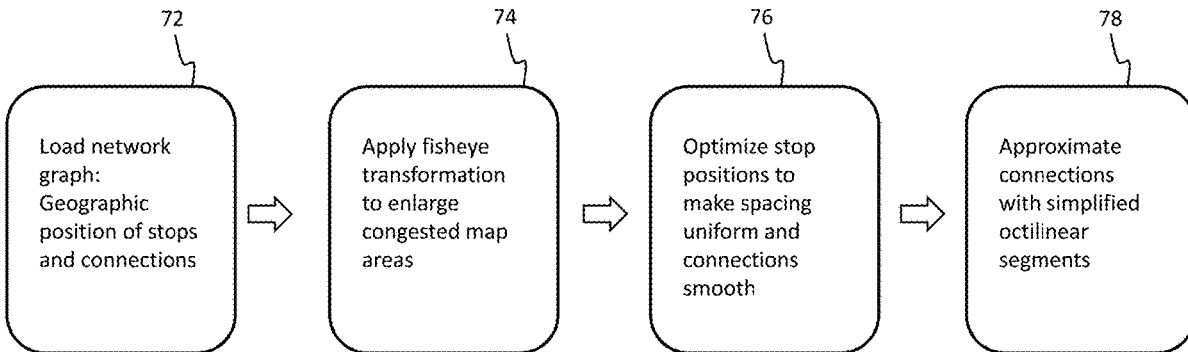 72
74
76
78
Load network
graph:
Geographic
position of stops
and connections
Apply fisheye
transformation
to enlarge
congested map
areas
Optimize stop
positions to
make spacing
uniform and
connections
smooth
Approximate
connections
with simplified
octilinear
segments